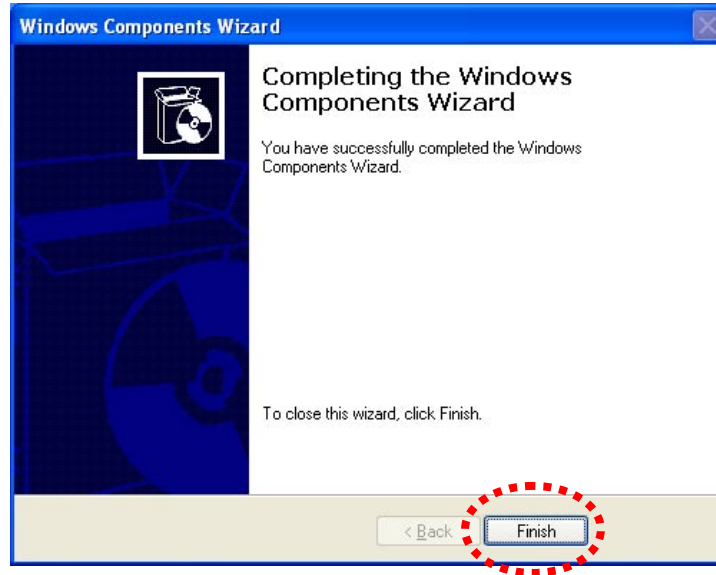 Windows Components Wizard
Completing the Windows
Components Wizard
You have successfully completed the Windows
Components Wizard.
To close this wizard, click Finish.
< Back
Finish